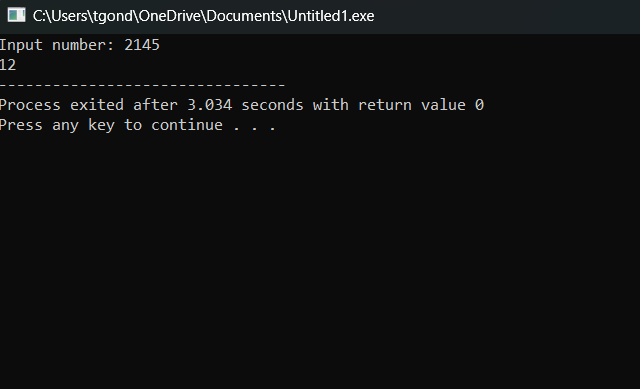 C:\Users\tgond\OneDrive\Documents\Untitled1.exe
Input number: 2145
12
--------------------------------
Process exited after 3.034 seconds with return value 0
Press any key to continue . . .